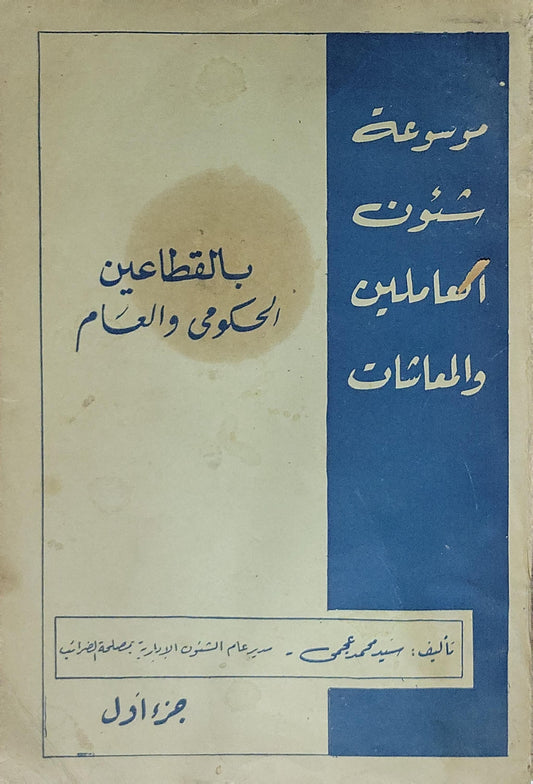 موسوعة
شئون
العاملين
والمعاشات
بالقطاعين
الحكومى والعام
تأليف: سيد محمد عجمى - مدير عام الشئون الإدارية بمصلحة الضرائب
جزء أول